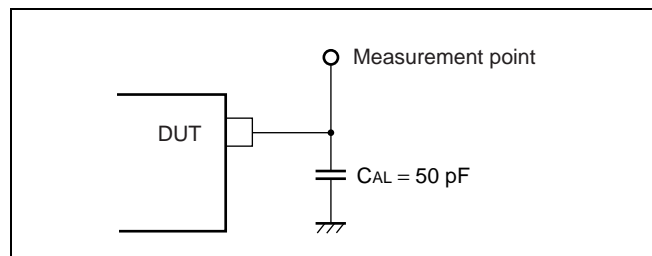 Measurement point
DUT
CAL = 50 pF